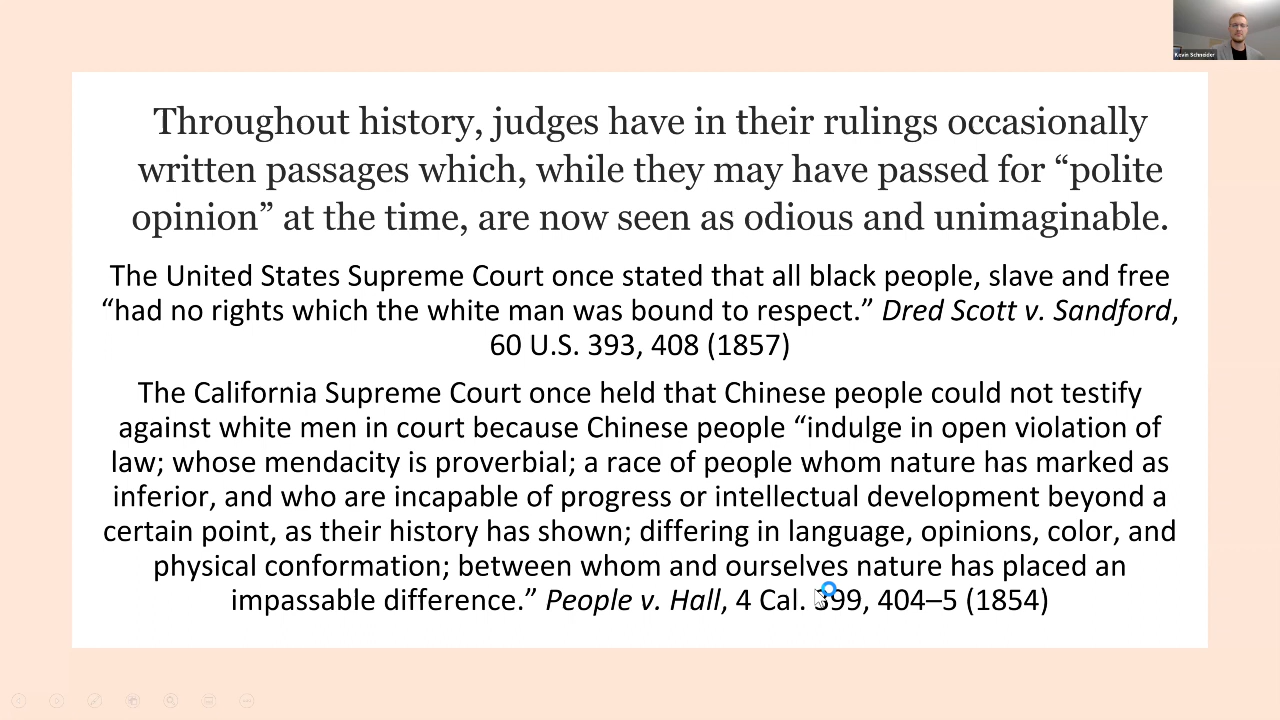 Kevin Schneider
Throughout history, judges have in their rulings occasionally
written passages which, while they may have passed for “polite
opinion” at the time, are now seen as odious and unimaginable.
The United States Supreme Court once stated that all black people, slave and free
“had no rights which the white man was bound to respect.” Dred Scott v. Sandford,
60 U.S. 393, 408 (1857)
The California Supreme Court once held that Chinese people could not testify
against white men in court because Chinese people “indulge in open violation of
law; whose mendacity is proverbial; a race of people whom nature has marked as
inferior, and who are incapable of progress or intellectual development beyond a
certain point, as their history has shown; differing in language, opinions, color, and
physical conformation; between whom and ourselves nature has placed an
impassable difference.” People v. Hall, 4 Cal. 399, 404–5 (1854)